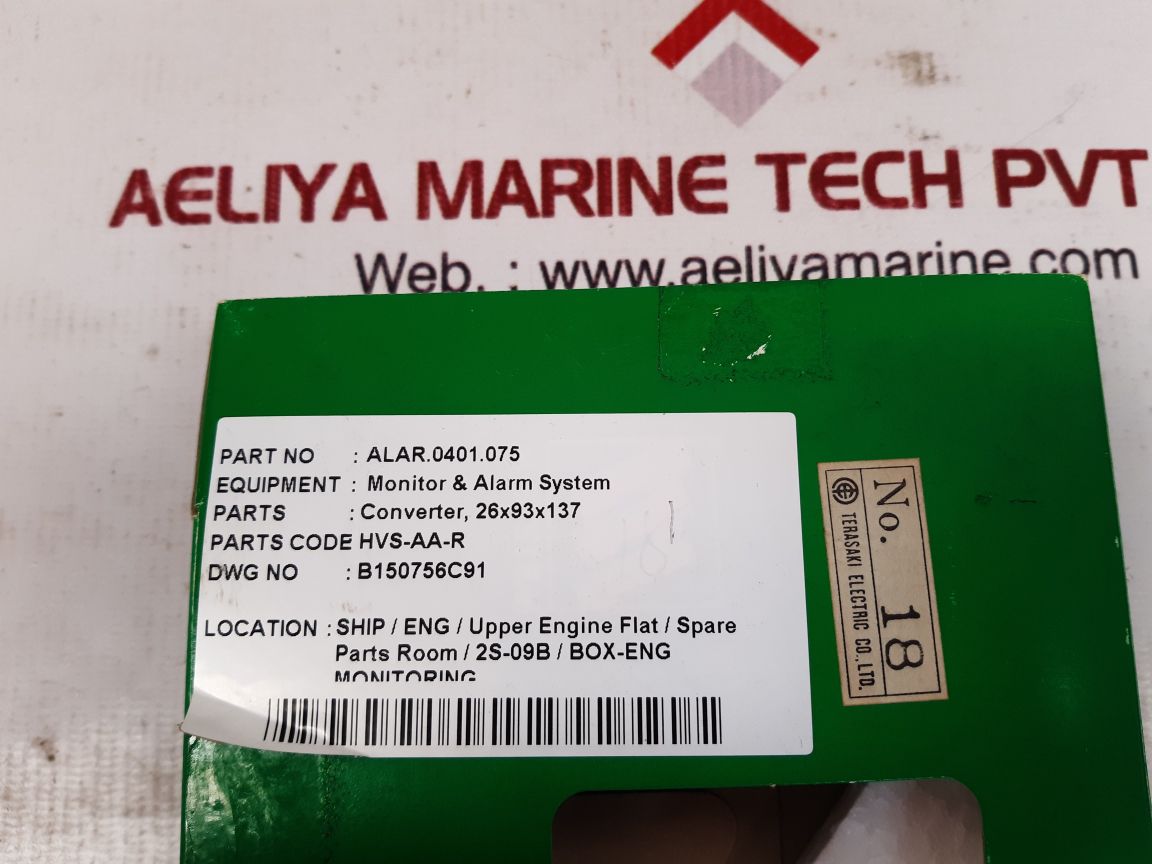 AELIYA MARINE TECH PVT
Web. : www.aeliyamarine.com
PART NO : ALAR.0401.075
EQUIPMENT : Monitor & Alarm System
PARTS : Converter, 26x93x137
PARTS CODE HVS-AA-R
DWG NO : B150756C91
LOCATION : SHIP / ENG / Upper Engine Flat / Spare
Parts Room / 2S-09B / BOX-ENG
MONITORING
No. 18
TERASAKI ELECTRIC CO., LTD.